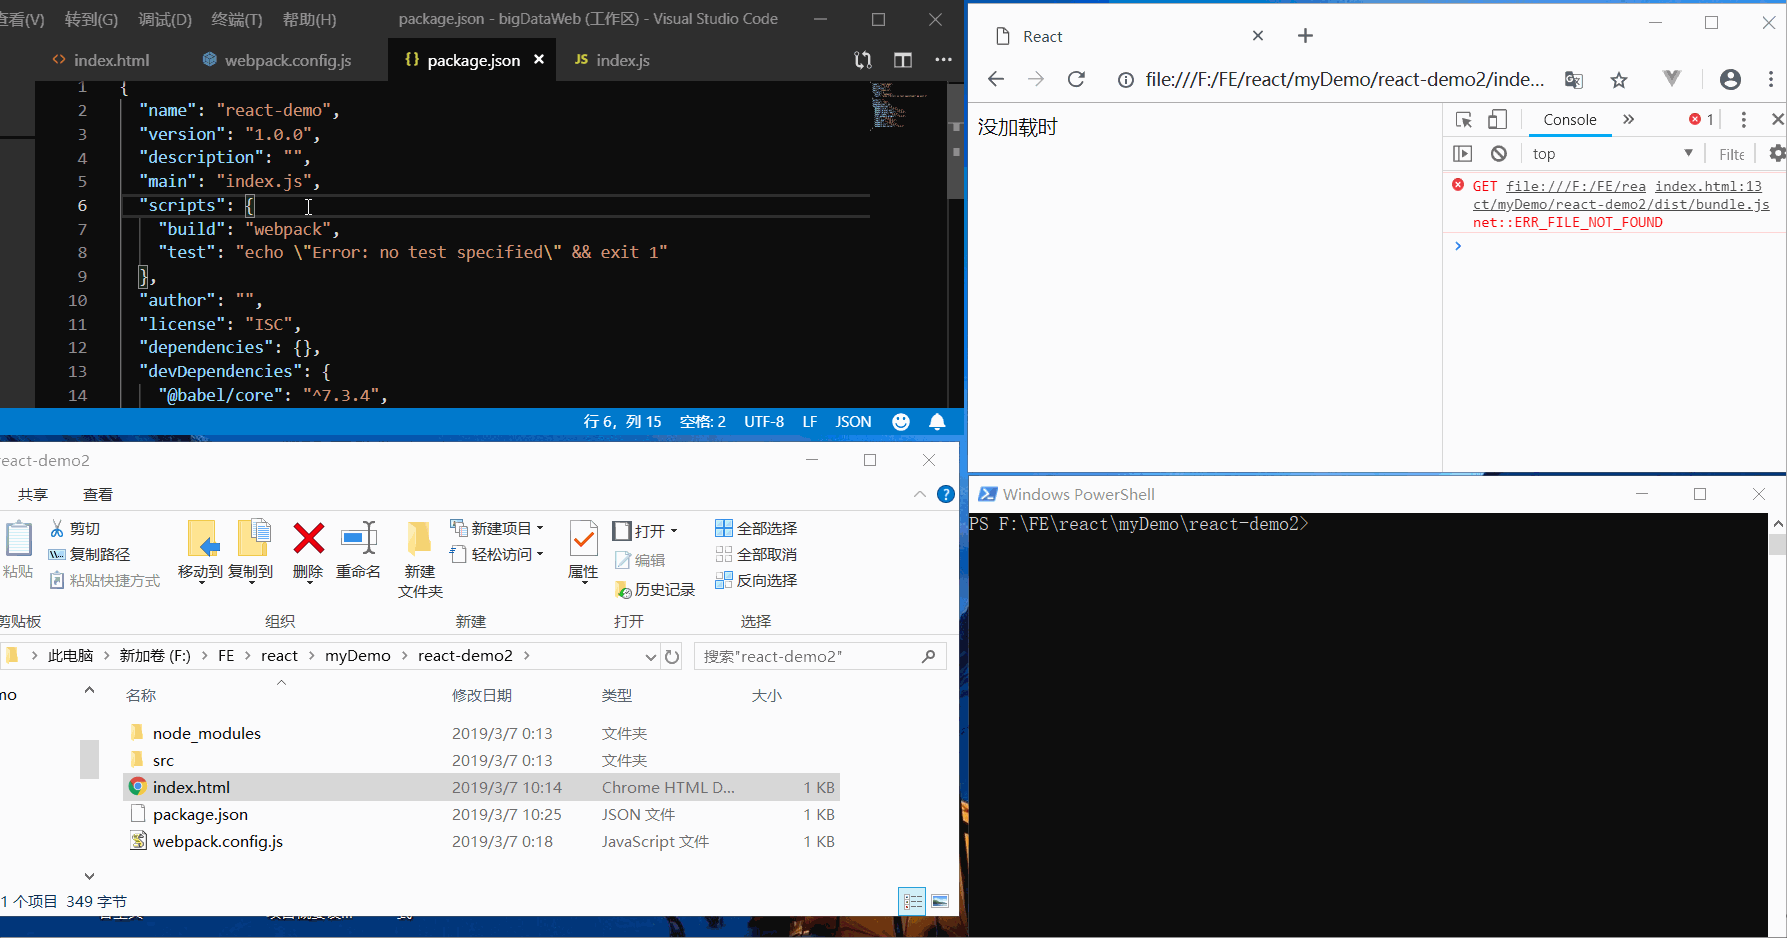 查看(V) 转到(G) 调试(D) 终端(T) 帮助(H) package.json - bigDataWeb (工作区) - Visual Studio Code
<> index.html webpack.config.js {} package.json × JS index.js ···
1 {
2 "name": "react-demo",
3 "version": "1.0.0",
4 "description": "",
5 "main": "index.js",
6 "scripts": {
7 "build": "webpack",
8 "test": "echo \"Error: no test specified\" && exit 1"
9 },
10 "author": "",
11 "license": "ISC",
12 "dependencies": {},
13 "devDependencies": {
14 "@babel/core": "^7.3.4",
行 6，列 15 空格: 2 UTF-8 LF JSON
React
file:///F:/FE/react/myDemo/react-demo2/inde...
没加载时
Console » 1
top Filte
GET file:///F:/FE/rea index.html:13
ct/myDemo/react-demo2/dist/bundle.js
net::ERR_FILE_NOT_FOUND
react-demo2
共享 查看
粘贴
剪切
复制路径
粘贴快捷方式
剪贴板
移动到 复制到 删除 重命名
组织
新建
文件夹
新建项目
轻松访问
新建
属性
打开
编辑
历史记录
打开
全部选择
全部取消
反向选择
选择
此电脑 > 新加卷 (F:) > FE > react > myDemo > react-demo2 >
搜索"react-demo2"
mo
名称 修改日期 类型 大小
node_modules 2019/3/7 0:13 文件夹
src 2019/3/7 0:13 文件夹
index.html 2019/3/7 10:14 Chrome HTML D... 1 KB
package.json 2019/3/7 10:25 JSON 文件 1 KB
webpack.config.js 2019/3/7 0:18 JavaScript 文件 1 KB
1 个项目 349 字节
Windows PowerShell
PS F:\FE\react\myDemo\react-demo2>